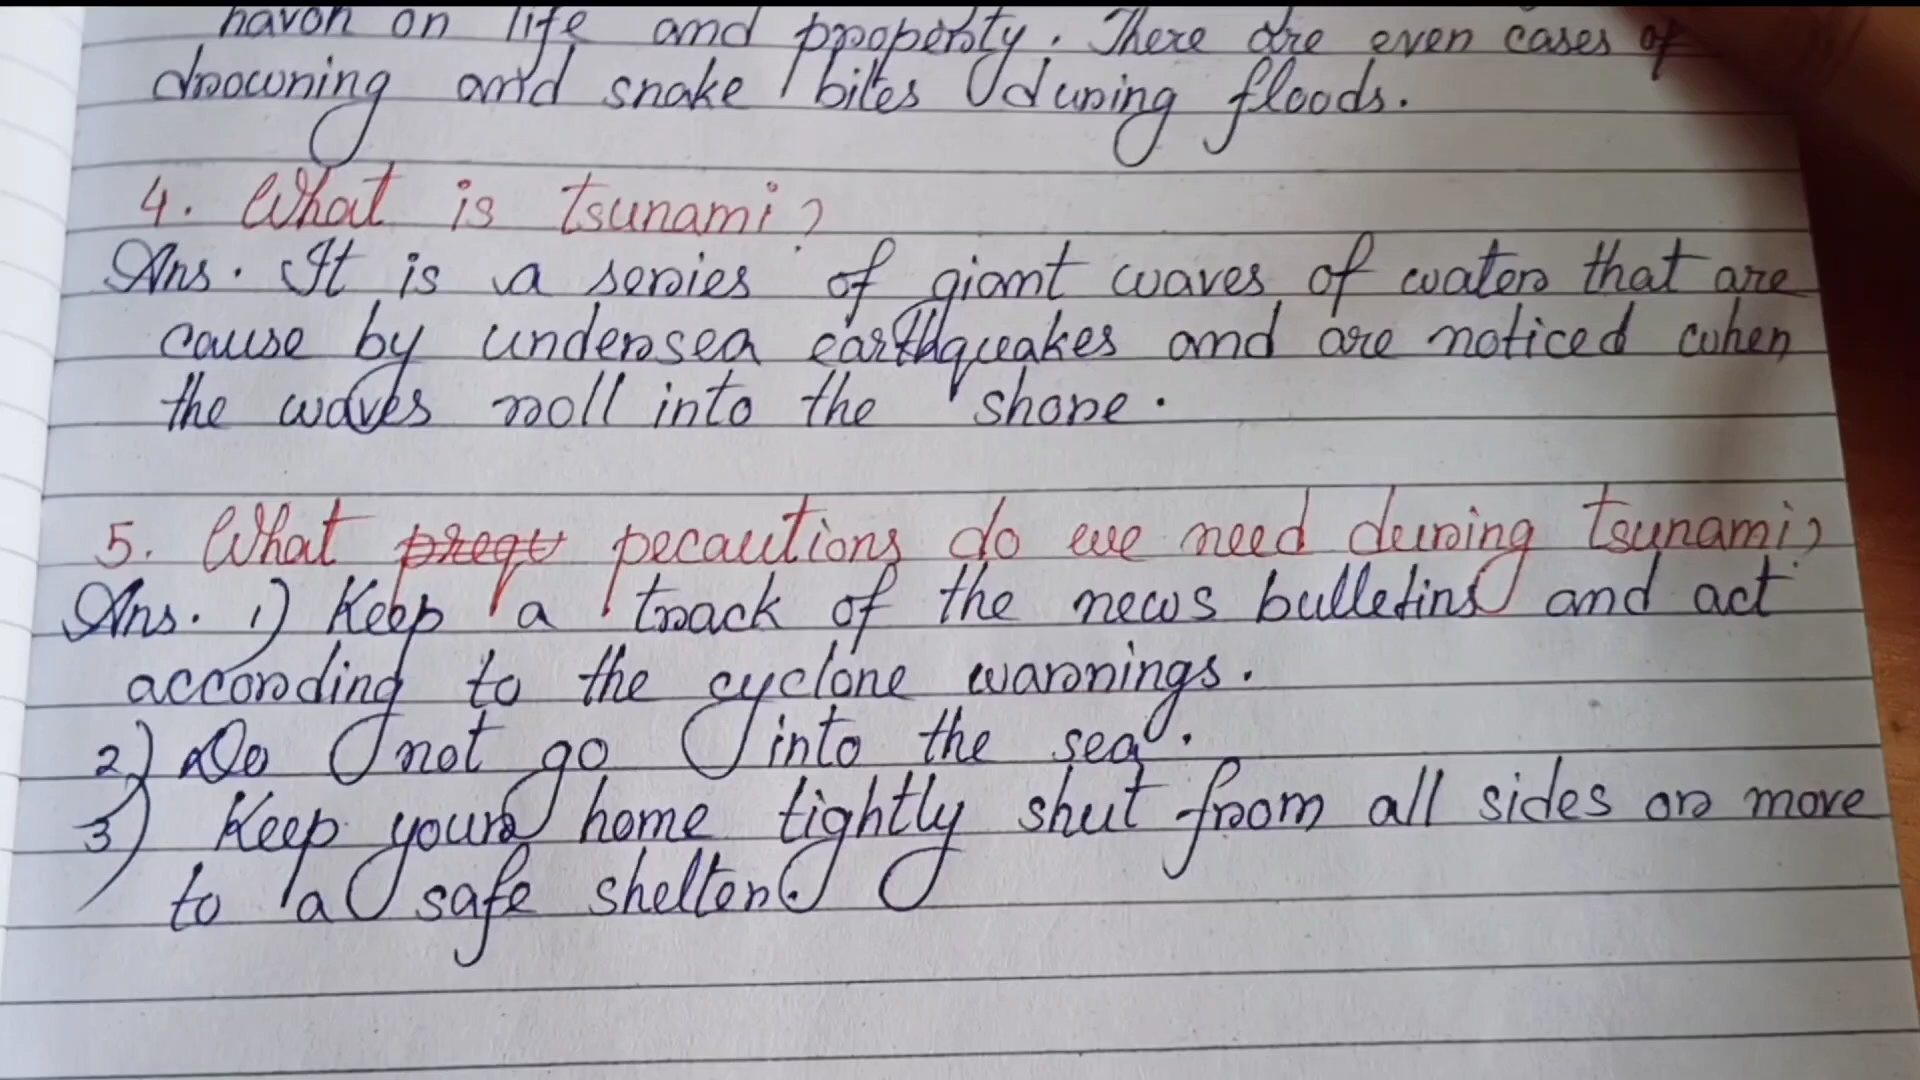 havoh on life and property. There are even cases of
drowning and snake bites during floods.
4. What is tsunami?
Ans. It is a series of giant waves of water that are
cause by undersea earthquakes and are noticed when
the waves roll into the shore.
5. What prequ pecautions do we need during tsunami?
Ans. 1) Keep a track of the news bulletins and act
according to the cyclone warnings.
2) Do not go into the sea.
3) Keep your home tightly shut from all sides or move
to a safe shelter.